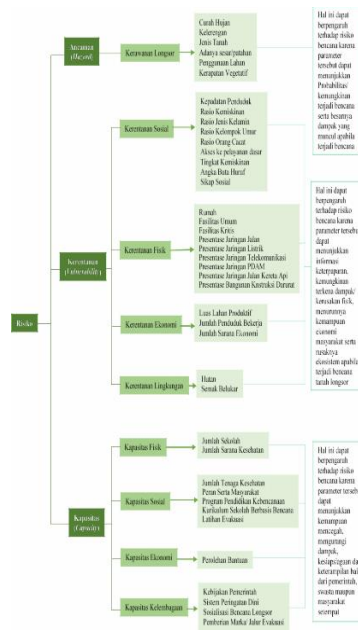 Risiko
Ancaman
(Hazard)
Kerawanan Longsor
Curah Hujan
Kelerengan
Jenis Tanah
Adanya sesar/patahan
Penggunaan Lahan
Kerapatan Vegetatif
Hal ini dapat
berpengaruh
terhadap risiko
bencana karena
parameter
tersebut dapat
menunjukkan
Probabilitas/
kemungkinan
terjadi bencana
serta besarnya
dampak yang
muncul apabila
terjadi bencana
Kerentanan
(Vulnerability)
Kerentanan Sosial
Kepadatan Penduduk
Rasio Kemiskinan
Rasio Jenis Kelamin
Rasio Kelompok Umur
Rasio Orang Cacat
Akses ke pelayanan dasar
Tingkat Kemiskinan
Angka Buta Huruf
Sikap Sosial
Kerentanan Fisik
Rumah
Fasilitas Umum
Fasilitas Kritis
Presentase Jaringan Jalan
Presentase Jaringan Listrik
Presentase Jaringan Telekomunikasi
Presentase Jaringan PDAM
Presentase Jaringan Jalan Kereta Api
Presentase Bangunan Kostruksi Darurat
Kerentanan Ekonomi
Luas Lahan Produktif
Jumlah Penduduk Bekerja
Jumlah Sarana Ekonomi
Kerentanan Lingkungan
Hutan
Semak Belukar
Hal ini dapat
berpengaruh
terhadap risiko
bencana karena
parameter terseb
dapat
menunjukkan
informasi
keterpaparan,
kemungkinan
terkena dampak/
kerusakan fisik,
menurunnya
kemampuan
ekonomi
masyarakat serta
rusaknya
ekosistem apabila
terjadi bencana
tanah longsor
Kapasitas
(Capacity)
Kapasitas Fisik
Jumlah Sekolah
Jumlah Sarana Kesehatan
Kapasitas Sosial
Jumlah Tenaga Kesehatan
Peran Serta Masyarakat
Program Pendidikan Kebencanaan
Kurikulum Sekolah Berbasis Bencana
Latihan Evakuasi
Kapasitas Ekonomi
Perolehan Bantuan
Kapasitas Kelembagaan
Kebijakan Pemerintah
Sistem Peringatan Dini
Sosialisasi Bencana Longsor
Pemberian Marka/ Jalur Evakuasi
Hal ini dapat
berpengaruh
terhadap risiko
bencana karena
parameter terseb
dapat
menunjukkan
kemampuan
mencegah,
mengurangi
dampak,
kesiapsiagaan da
keterampilan bai
dari pemerintah,
swasta maupun
masyarakat
setempat